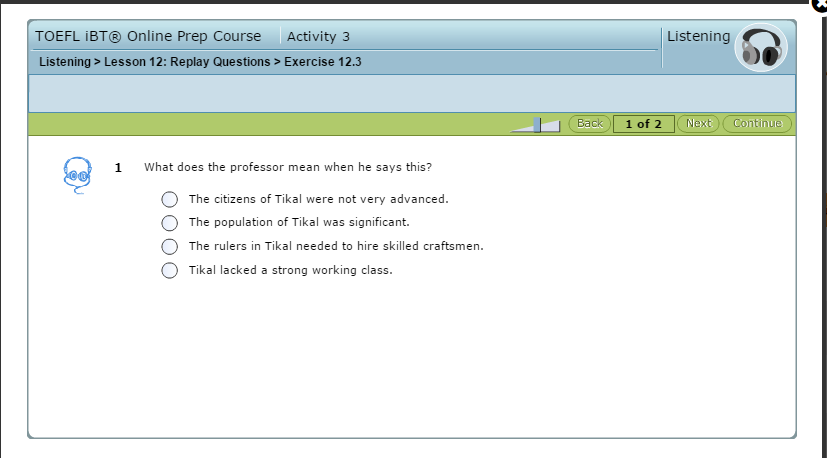 TOEFL iBT® Online Prep Course Activity 3 Listening
Listening > Lesson 12: Replay Questions > Exercise 12.3
Back 1 of 2 Next Continue
1 What does the professor mean when he says this?
The citizens of Tikal were not very advanced.
The population of Tikal was significant.
The rulers in Tikal needed to hire skilled craftsmen.
Tikal lacked a strong working class.